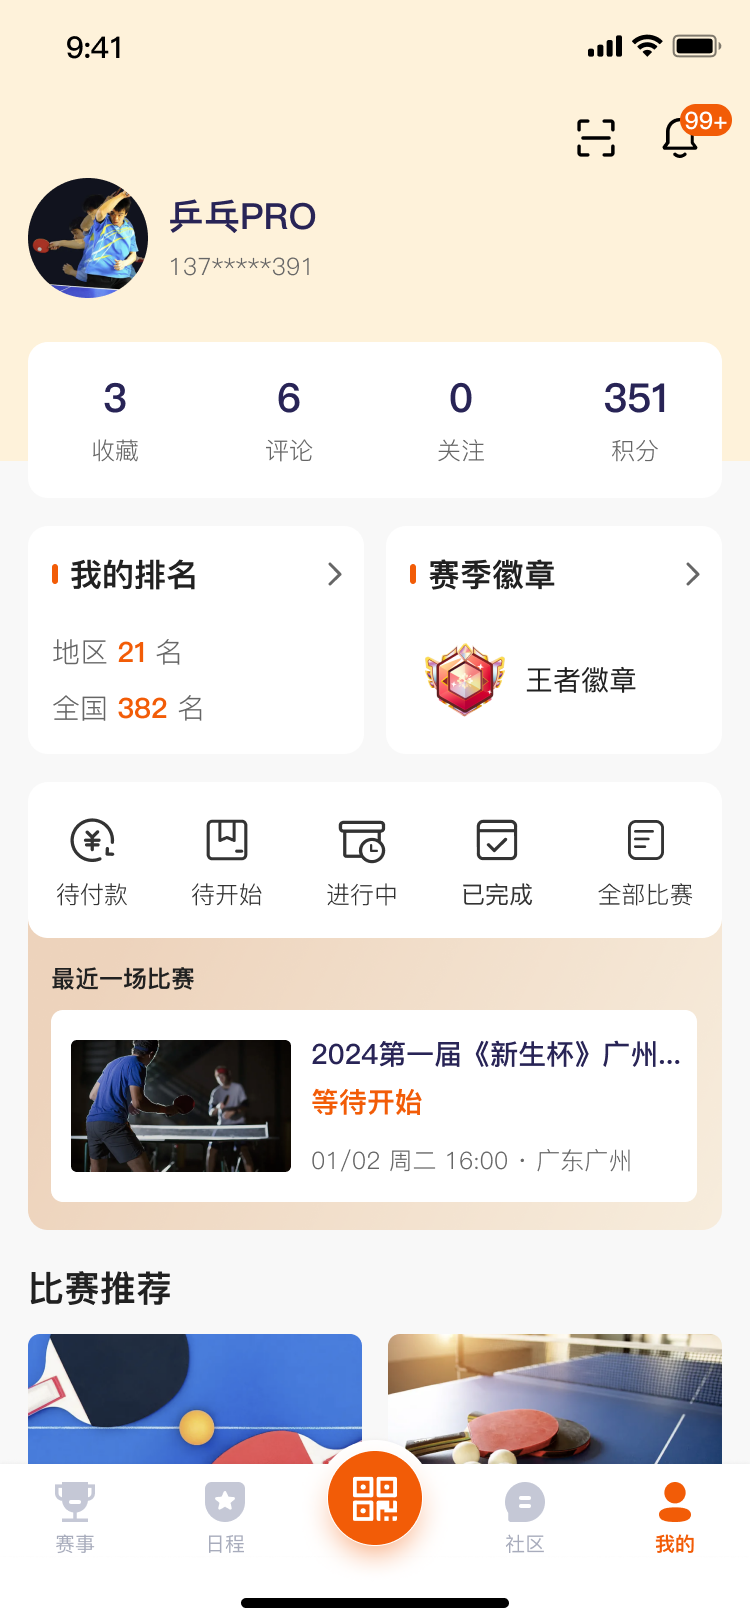 9:41
99+
乒乓PRO
137*****391
3 6 0 351
收藏 评论 关注 积分
我的排名 赛季徽章
地区 21 名
全国 382 名
王者徽章
待付款 待开始 进行中 已完成 全部比赛
最近一场比赛
2024第一届《新生杯》广州...
等待开始
01/02 周二 16:00 · 广东广州
比赛推荐
赛事 日程 社区 我的